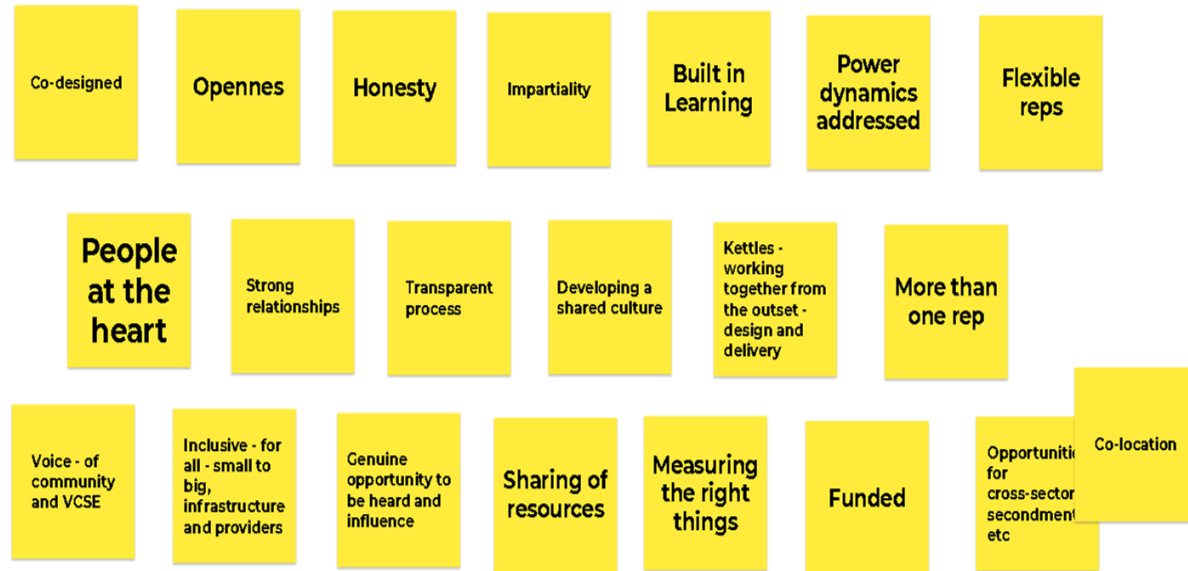 Co-designed
Opennes
Honesty
Impartiality
Built in
Learning
Power
dynamics
addressed
Flexible
reps
People
at the
heart
Strong
relationships
Transparent
process
Developing a
shared culture
Kettles -
working
together from
the outset -
design and
delivery
More than
one rep
Voice - of
community
and VCSE
Inclusive - for
all - small to
big,
infrastructure
and providers
Genuine
opportunity to
be heard and
influence
Sharing of
resources
Measuring
the right
things
Funded
Opportunitie
for
cross-sector
secondment
etc
Co-location